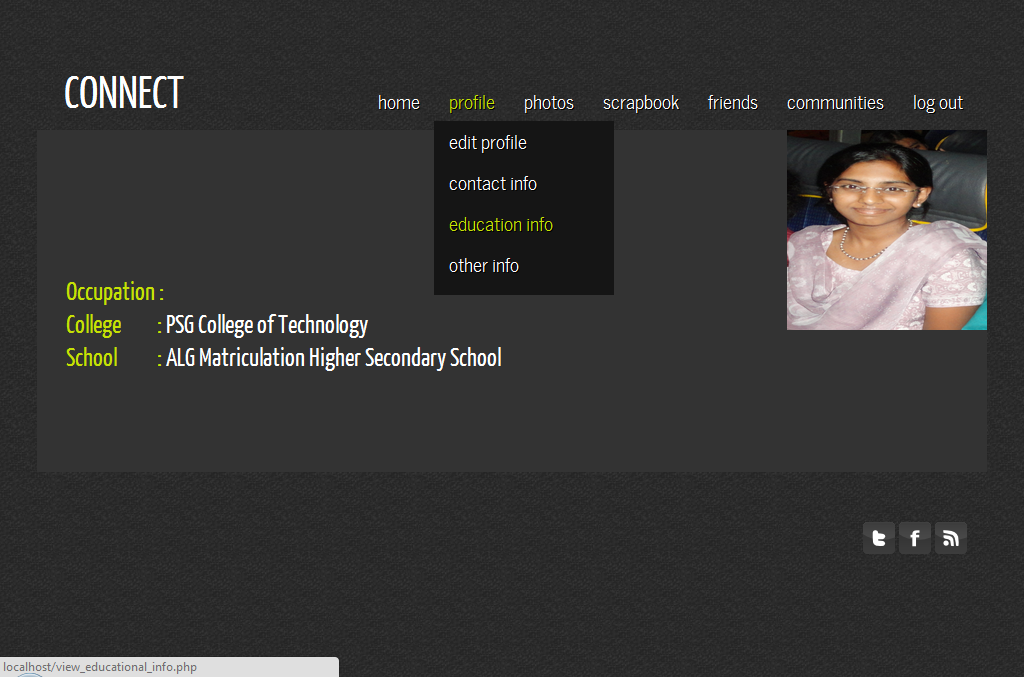 CONNECT
home profile photos scrapbook friends communities log out
edit profile
contact info
education info
other info
Occupation :
College : PSG College of Technology
School : ALG Matriculation Higher Secondary School
localhost/view_educational_info.php